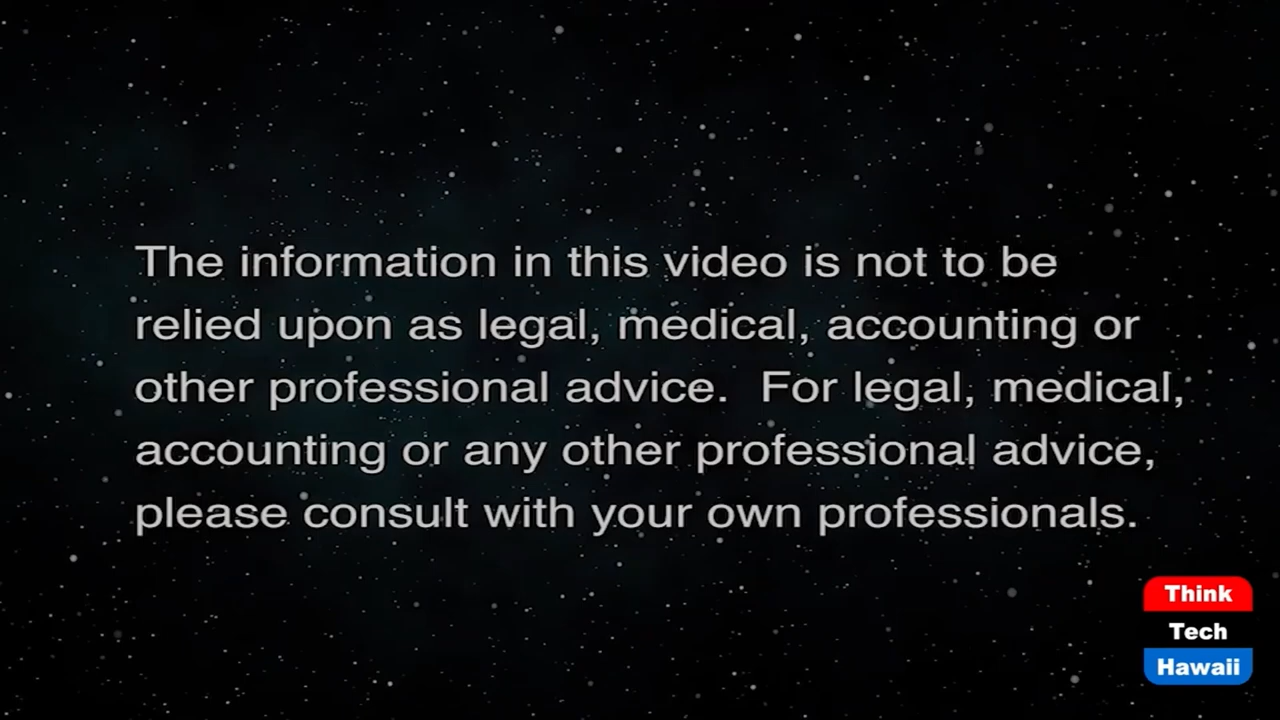 The information in this video is not to be
relied upon as legal, medical, accounting or
other professional advice.  For legal, medical,
accounting or any other professional advice,
please consult with your own professionals.
Think
Tech
Hawaii